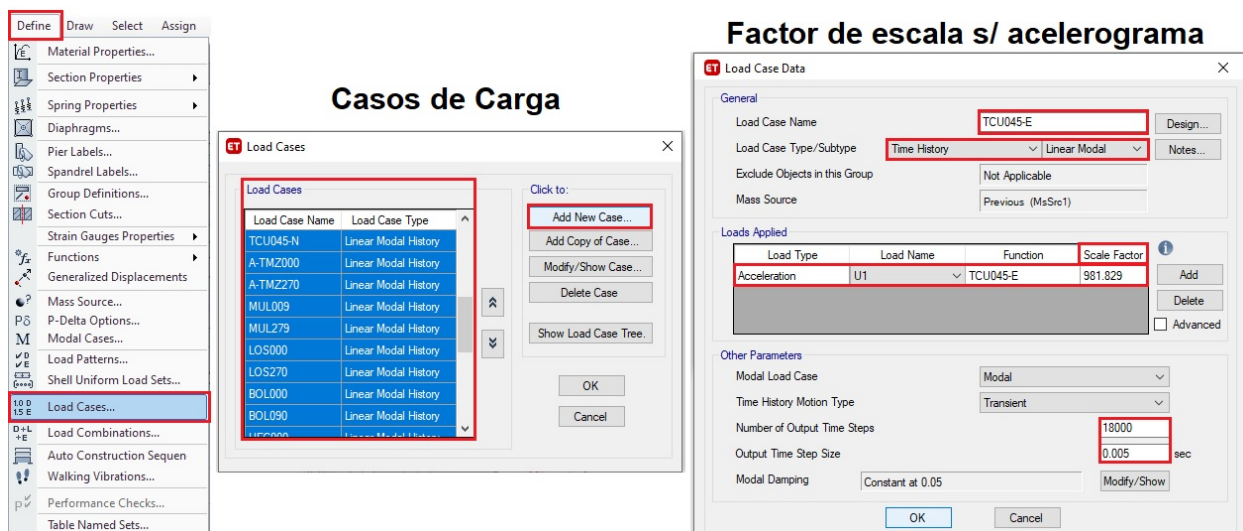 Define Draw Select Assign
Material Properties...
Section Properties
Spring Properties
Diaphragms...
Pier Labels...
Spandrel Labels...
Group Definitions...
Section Cuts...
Strain Gauges Properties
Functions
Generalized Displacements
Mass Source...
P-Delta Options...
Modal Cases...
Load Patterns...
Shell Uniform Load Sets...
Load Cases...
Load Combinations...
Auto Construction Sequen
Walking Vibrations...
Performance Checks...
Table Named Sets...
Casos de Carga
Load Cases
Load Cases
Load Case Name Load Case Type
TCU045-N Linear Modal History
A-TMZ000 Linear Modal History
A-TMZ270 Linear Modal History
MUL009 Linear Modal History
MUL279 Linear Modal History
LOS000 Linear Modal History
LOS270 Linear Modal History
BOL000 Linear Modal History
BOL090 Linear Modal History
Click to:
Add New Case...
Add Copy of Case...
Modify/Show Case...
Delete Case
Show Load Case Tree.
OK
Cancel
Factor de escala s/ acelerograma
Load Case Data
General
Load Case Name TCU045-E Design...
Load Case Type/Subtype Time History Linear Modal Notes...
Exclude Objects in this Group Not Applicable
Mass Source Previous (MsSrc1)
Loads Applied
Load Type Load Name Function Scale Factor
Acceleration U1 TCU045-E 981.829 Add
Delete
Advanced
Other Parameters
Modal Load Case Modal
Time History Motion Type Transient
Number of Output Time Steps 18000
Output Time Step Size 0.005 sec
Modal Damping Constant at 0.05 Modify/Show
OK Cancel